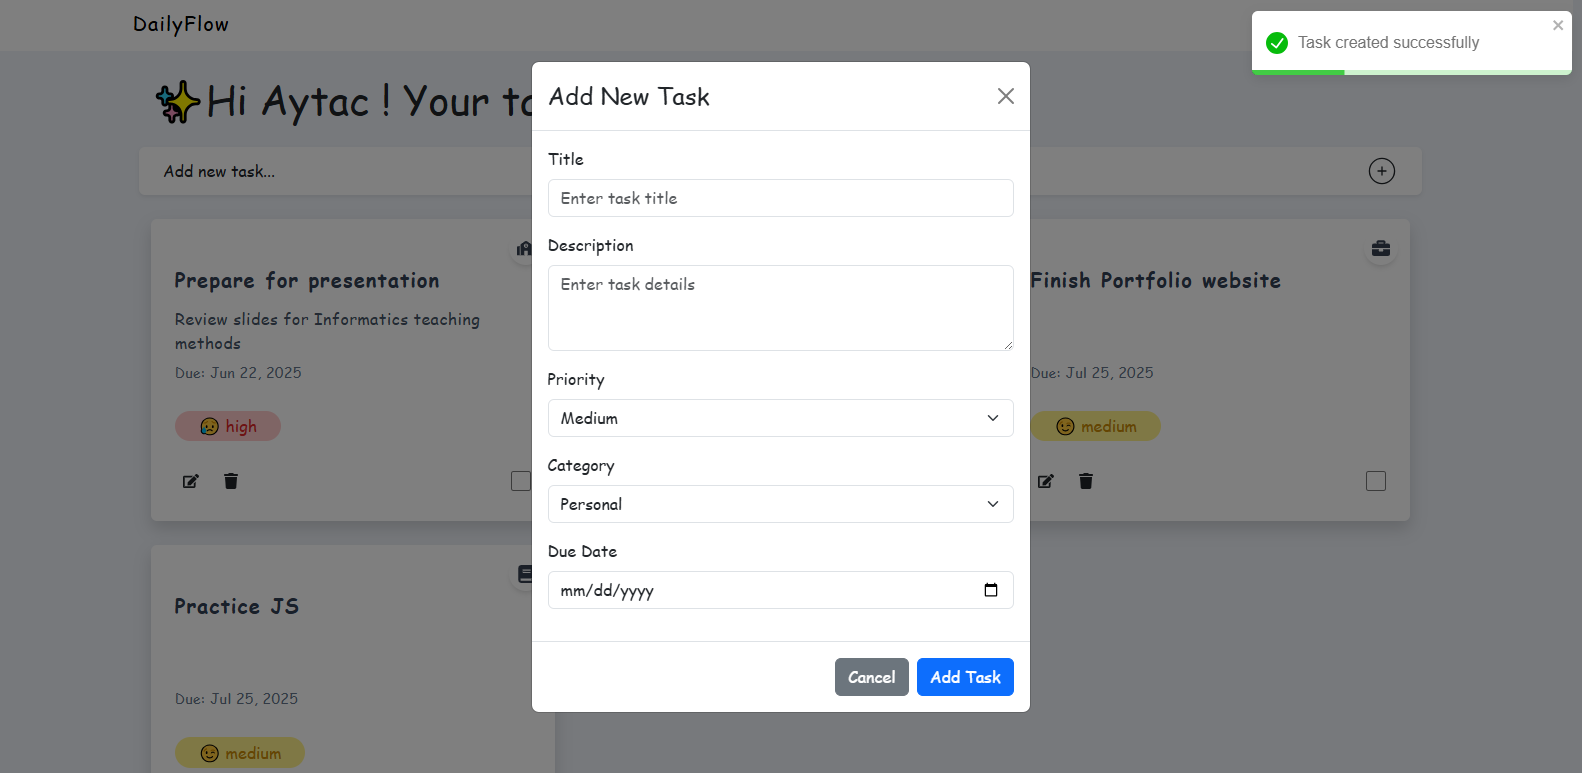 DailyFlow
Task created successfully
Hi Aytac ! Your
Add New Task
Add new task...
Title
Enter task title
Description
Enter task details
Priority
Medium
Category
Personal
Due Date
mm/dd/yyyy
Cancel
Add Task
Prepare for presentation
Review slides for Informatics teaching
methods
Due: Jun 22, 2025
high
Finish Portfolio website
Due: Jul 25, 2025
medium
Practice JS
Due: Jul 25, 2025
medium